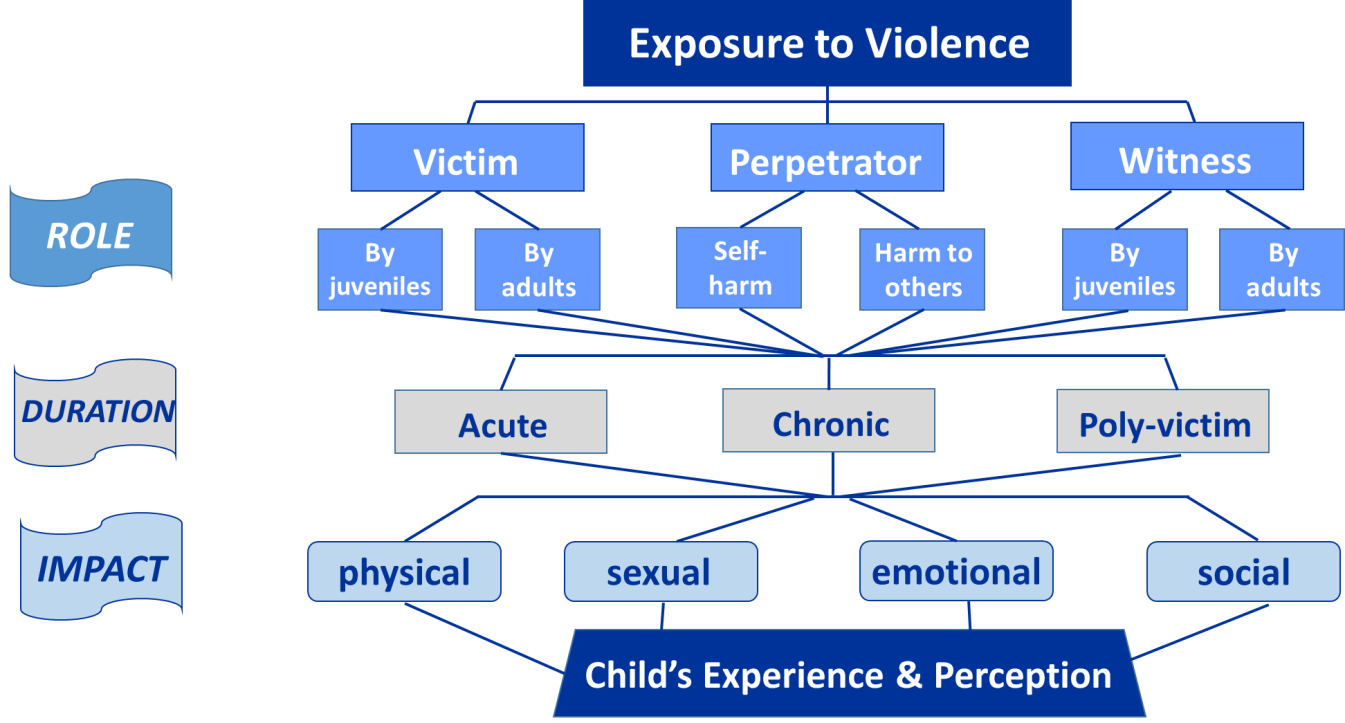 Exposure to Violence
Victim
Perpetrator
Witness
ROLE
By
juveniles
By
adults
Self-
harm
Harm to
others
By
juveniles
By
adults
DURATION
Acute
Chronic
Poly-victim
IMPACT
physical
sexual
emotional
social
Child’s Experience & Perception